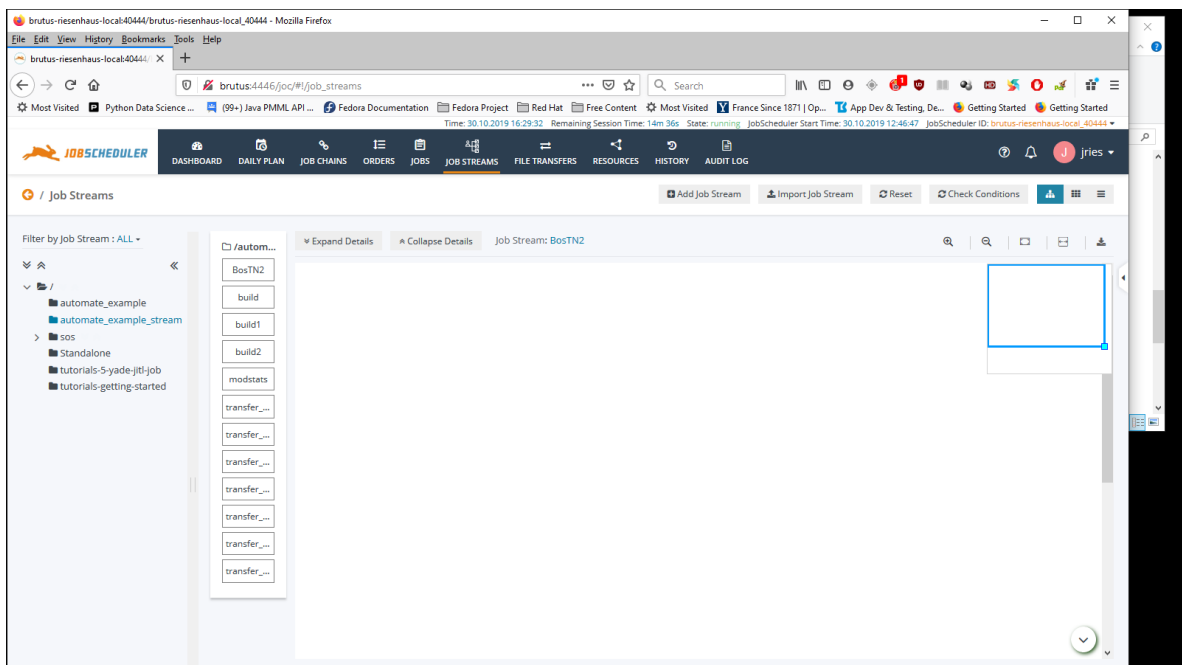 brutus-riesenhaus-local:40444/brutus-riesenhaus-local_40444 - Mozilla Firefox
File Edit View History Bookmarks Tools Help
brutus-riesenhaus-local:40444/
brutus:4446/joc/#!/job_streams
Search
Most Visited Python Data Science ... (99+) Java PMML API ... Fedora Documentation Fedora Project Red Hat Free Content Most Visited France Since 1871 | Op... App Dev & Testing, De... Getting Started Getting Started
Time: 30.10.2019 16:29:32 Remaining Session Time: 14m 36s State: running JobScheduler Start Time: 30.10.2019 12:46:47 JobScheduler ID: brutus-riesenhaus-local_40444
JOBSCHEDULER
DASHBOARD DAILY PLAN JOB CHAINS ORDERS JOBS JOB STREAMS FILE TRANSFERS RESOURCES HISTORY AUDIT LOG
J jries
/ Job Streams
Add Job Stream Import Job Stream Reset Check Conditions
Filter by Job Stream : ALL
/
automate_example
automate_example_stream
sos
Standalone
tutorials-5-yade-jitl-job
tutorials-getting-started
/autom...
BosTN2
build
build1
build2
modstats
transfer_...
transfer_...
transfer_...
transfer_...
transfer_...
transfer_...
transfer_...
Expand Details Collapse Details Job Stream: BosTN2